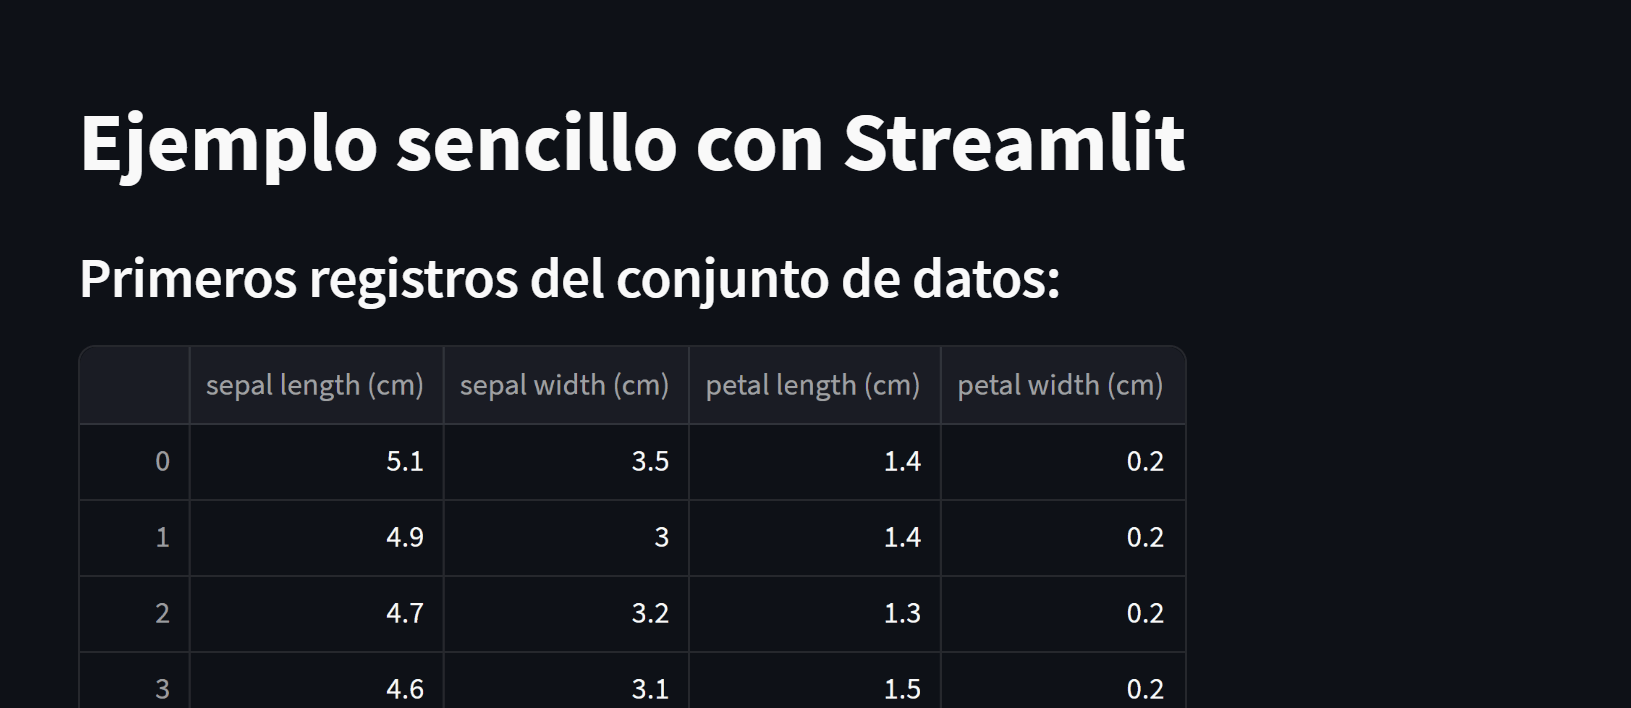 Ejemplo sencillo con Streamlit
Primeros registros del conjunto de datos:
sepal length (cm) sepal width (cm) petal length (cm) petal width (cm)
0 5.1 3.5 1.4 0.2
1 4.9 3 1.4 0.2
2 4.7 3.2 1.3 0.2
3 4.6 3.1 1.5 0.2